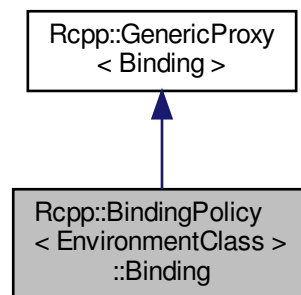 Rcpp::GenericProxy
< Binding >
Rcpp::BindingPolicy
< EnvironmentClass >
::Binding